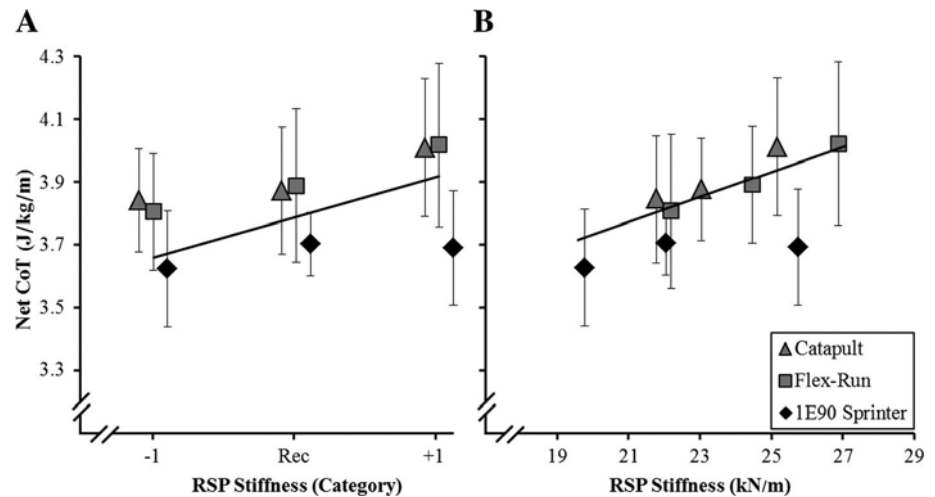 A
B
4.3
4.1
3.9
3.7
3.5
3.3
Net CoT (J/kg/m)
-1 Rec +1
RSP Stiffness (Category)
Catapult
Flex-Run
1E90 Sprinter
19 21 23 25 27 29
RSP Stiffness (kN/m)